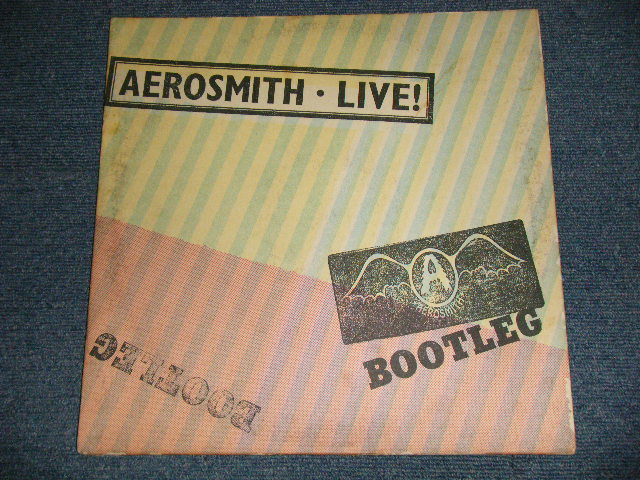 AEROSMITH · LIVE!
A
AEROSMITH
BOOTLEG
BOOTLEG